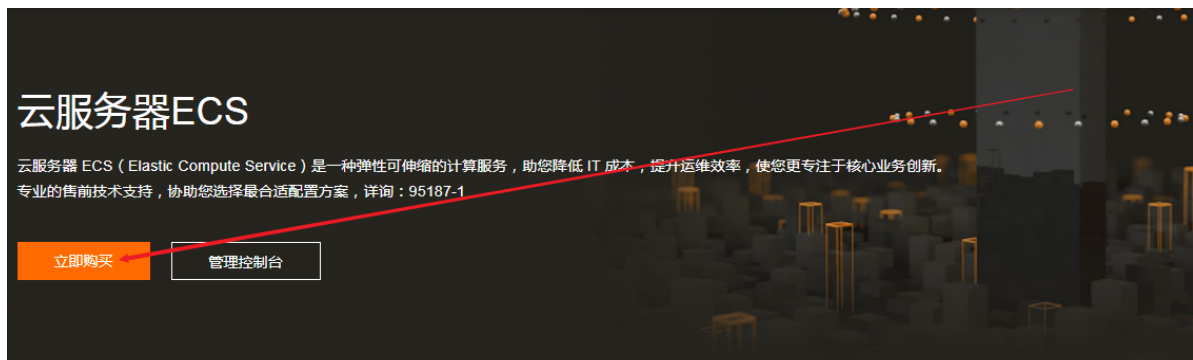 云服务器ECS
云服务器 ECS（Elastic Compute Service）是一种弹性可伸缩的计算服务，助您降低 IT 成本，提升运维效率，使您更专注于核心业务创新。
专业的售前技术支持，协助您选择最合适配置方案，详询：95187-1
立即购买
管理控制台